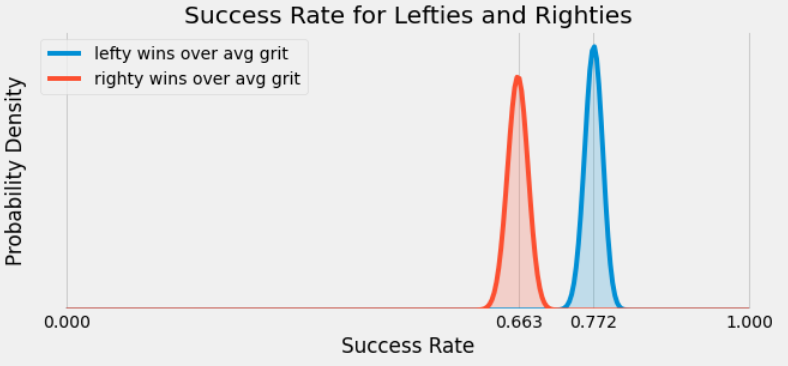 Success Rate for Lefties and Righties
lefty wins over avg grit
righty wins over avg grit
Probability Density
0.000
0.663
0.772
1.000
Success Rate